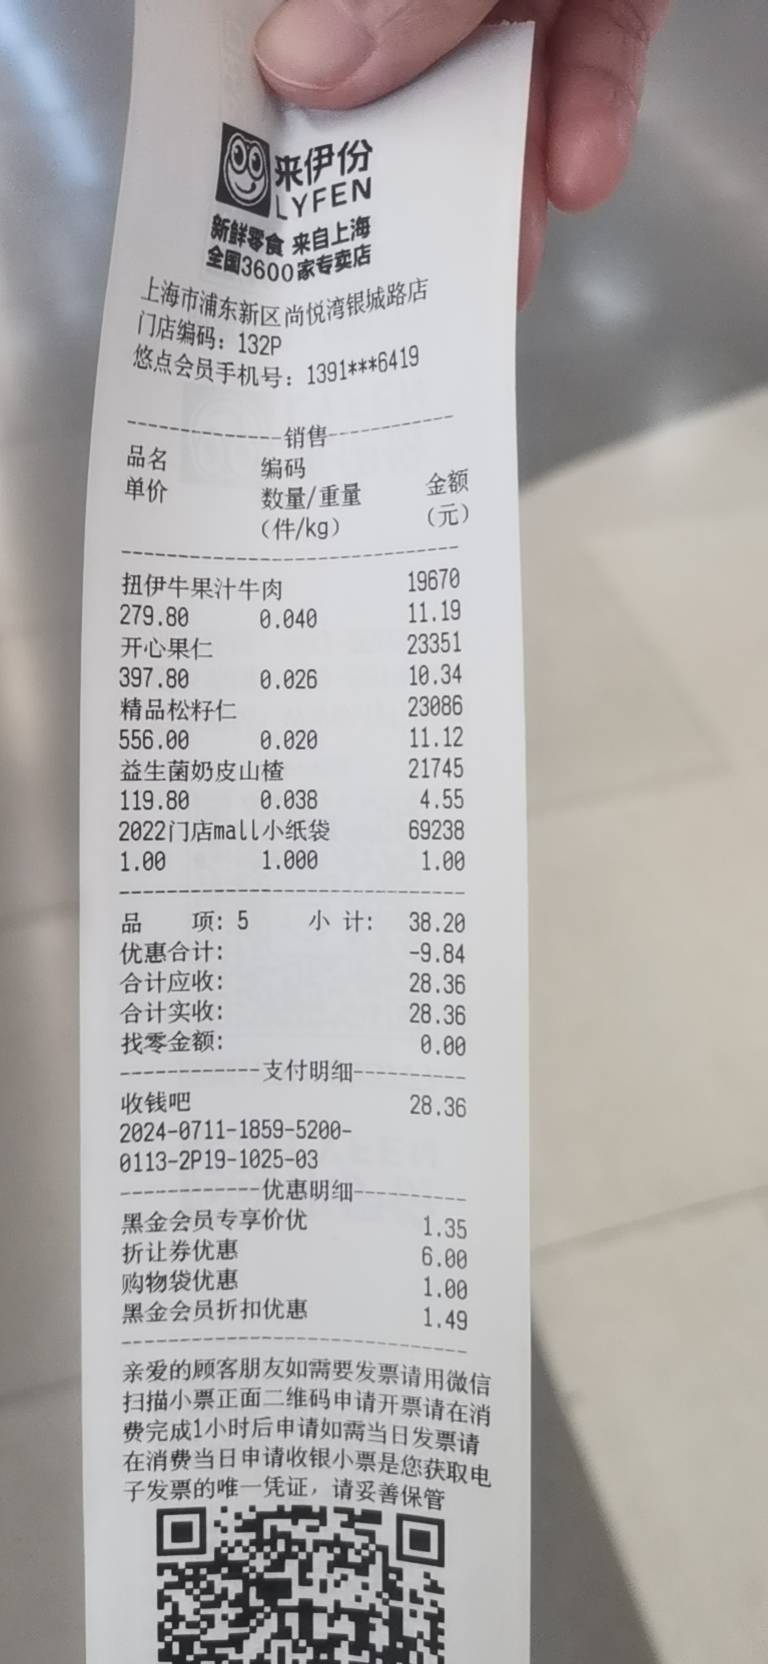 来伊份
LYFEN
新鲜零食 来自上海
全国3600家专卖店
上海市浦东新区尚悦湾银城路店
门店编码：132P
悠点会员手机号：1391***6419
------------销售------------
品名 编码
单价 数量/重量 金额
（件/kg） （元）
扭伊牛果汁牛肉 19670
279.80 0.040 11.19
开心果仁 23351
397.80 0.026 10.34
精品松籽仁 23086
556.00 0.020 11.12
益生菌奶皮山楂 21745
119.80 0.038 4.55
2022门店mall小纸袋 69238
1.00 1.000 1.00
品 项: 5 小 计: 38.20
优惠合计: -9.84
合计应收: 28.36
合计实收: 28.36
找零金额: 0.00
------------支付明细----------
收钱吧 28.36
2024-0711-1859-5200-
0113-2P19-1025-03
------------优惠明细----------
黑金会员专享价优 1.35
折让券优惠 6.00
购物袋优惠 1.00
黑金会员折扣优惠 1.49
亲爱的顾客朋友如需要发票请用微信
扫描小票正面二维码申请开票请在消
费完成1小时后申请如需当日发票请
在消费当日申请收银小票是您获取电
子发票的唯一凭证，请妥善保管